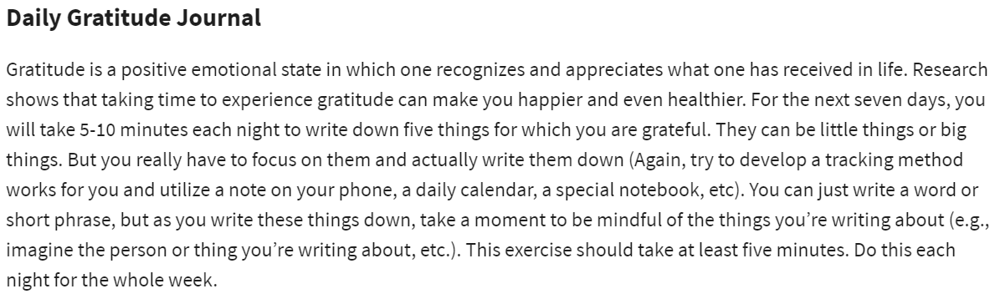 Daily Gratitude Journal
Gratitude is a positive emotional state in which one recognizes and appreciates what one has received in life. Research
shows that taking time to experience gratitude can make you happier and even healthier. For the next seven days, you
will take 5-10 minutes each night to write down five things for which you are grateful. They can be little things or big
things. But you really have to focus on them and actually write them down (Again, try to develop a tracking method
works for you and utilize a note on your phone, a daily calendar, a special notebook, etc). You can just write a word or
short phrase, but as you write these things down, take a moment to be mindful of the things you’re writing about (e.g.,
imagine the person or thing you’re writing about, etc.). This exercise should take at least five minutes. Do this each
night for the whole week.